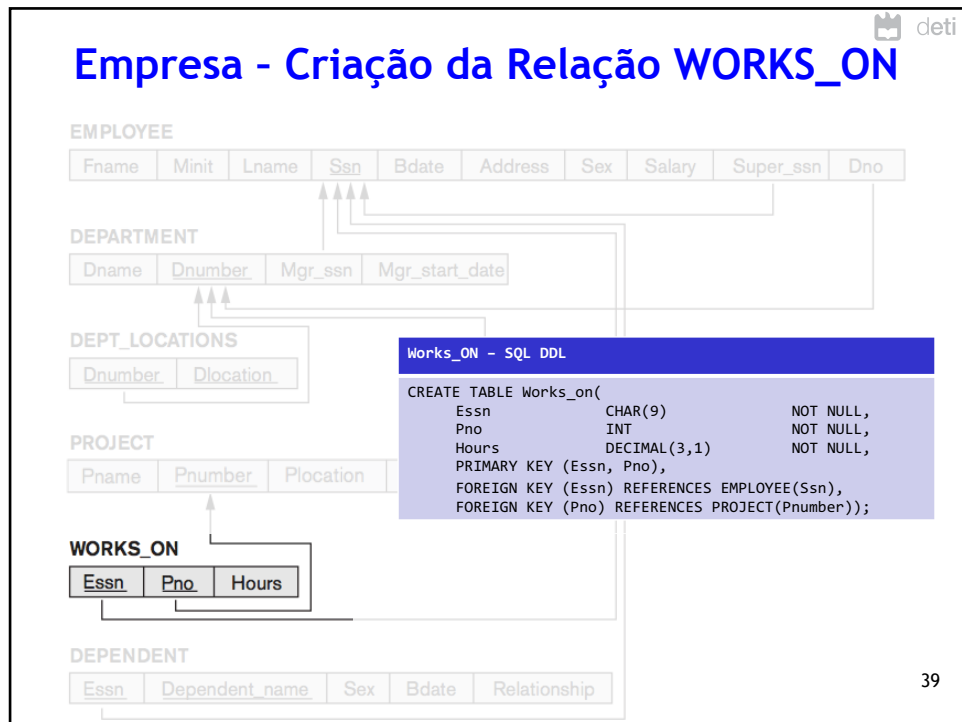 deti
Empresa – Criação da Relação WORKS_ON
EMPLOYEE
Fname Minit Lname Ssn Bdate Address Sex Salary Super_ssn Dno
DEPARTMENT
Dname Dnumber Mgr_ssn Mgr_start_date
DEPT_LOCATIONS
Dnumber Dlocation
PROJECT
Pname Pnumber Plocation
Works_ON – SQL DDL
CREATE TABLE Works_on(
Essn CHAR(9) NOT NULL,
Pno INT NOT NULL,
Hours DECIMAL(3,1) NOT NULL,
PRIMARY KEY (Essn, Pno),
FOREIGN KEY (Essn) REFERENCES EMPLOYEE(Ssn),
FOREIGN KEY (Pno) REFERENCES PROJECT(Pnumber));
WORKS_ON
Essn Pno Hours
DEPENDENT
Essn Dependent_name Sex Bdate Relationship
39